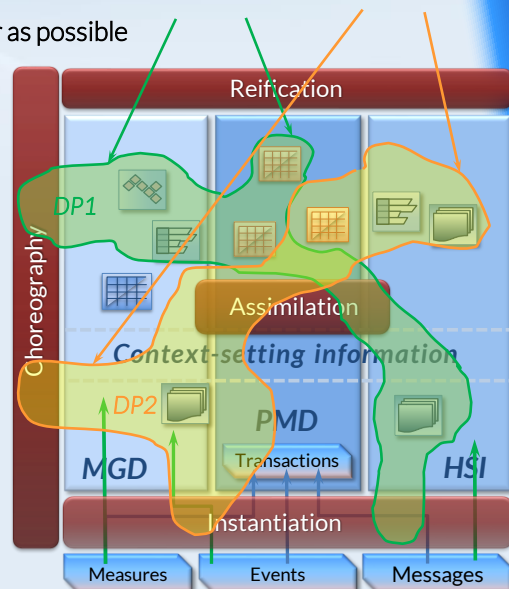 r as possible
Reification
Choreography
DP1
Assimilation
Context-setting information
DP2
PMD
Transactions
MGD
HSI
Instantiation
Measures
Events
Messages